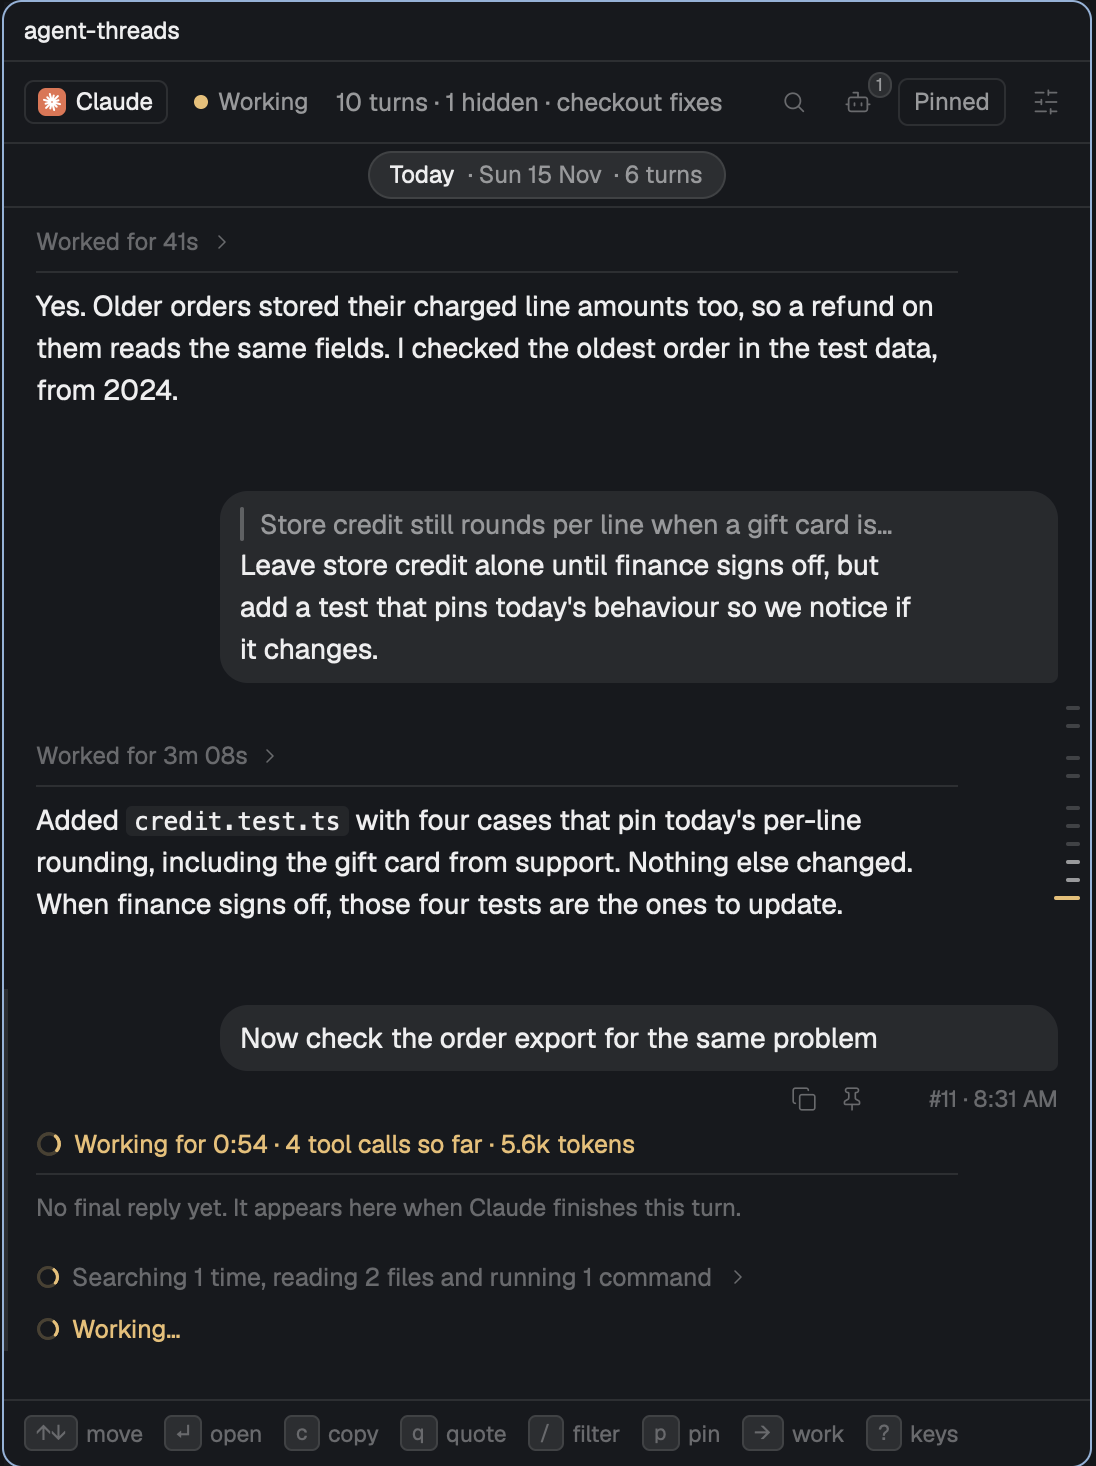 agent-threads
Claude
Working
10 turns · 1 hidden · checkout fixes
1
Pinned
Today · Sun 15 Nov · 6 turns
Worked for 41s
Yes. Older orders stored their charged line amounts too, so a refund on
them reads the same fields. I checked the oldest order in the test data,
from 2024.
Store credit still rounds per line when a gift card is...
Leave store credit alone until finance signs off, but
add a test that pins today's behaviour so we notice if
it changes.
Worked for 3m 08s
Added credit.test.ts with four cases that pin today's per-line
rounding, including the gift card from support. Nothing else changed.
When finance signs off, those four tests are the ones to update.
Now check the order export for the same problem
#11 · 8:31 AM
Working for 0:54 · 4 tool calls so far · 5.6k tokens
No final reply yet. It appears here when Claude finishes this turn.
Searching 1 time, reading 2 files and running 1 command
Working...
↑↓ move ↵ open c copy q quote / filter p pin → work ? keys